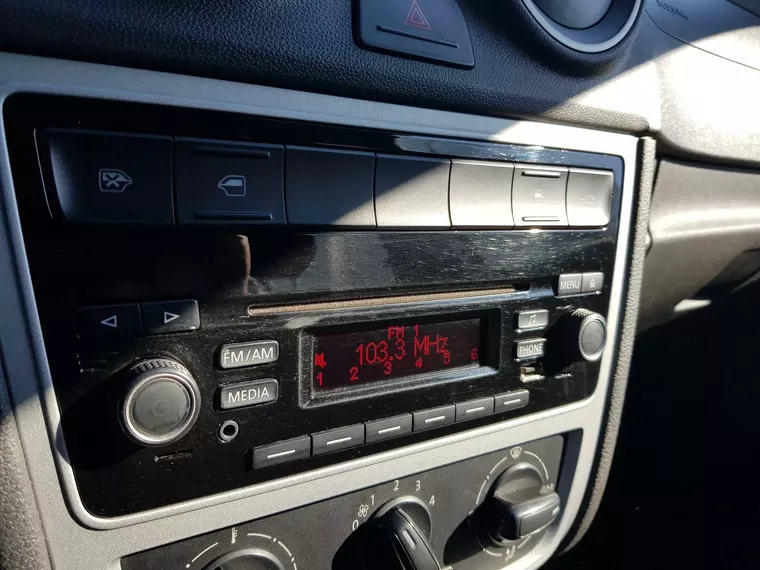 MENU
FM 1
103.3 MHz
1 2 3 4 5 6
FM/AM
MEDIA
PHONE
0 1 2 3 4